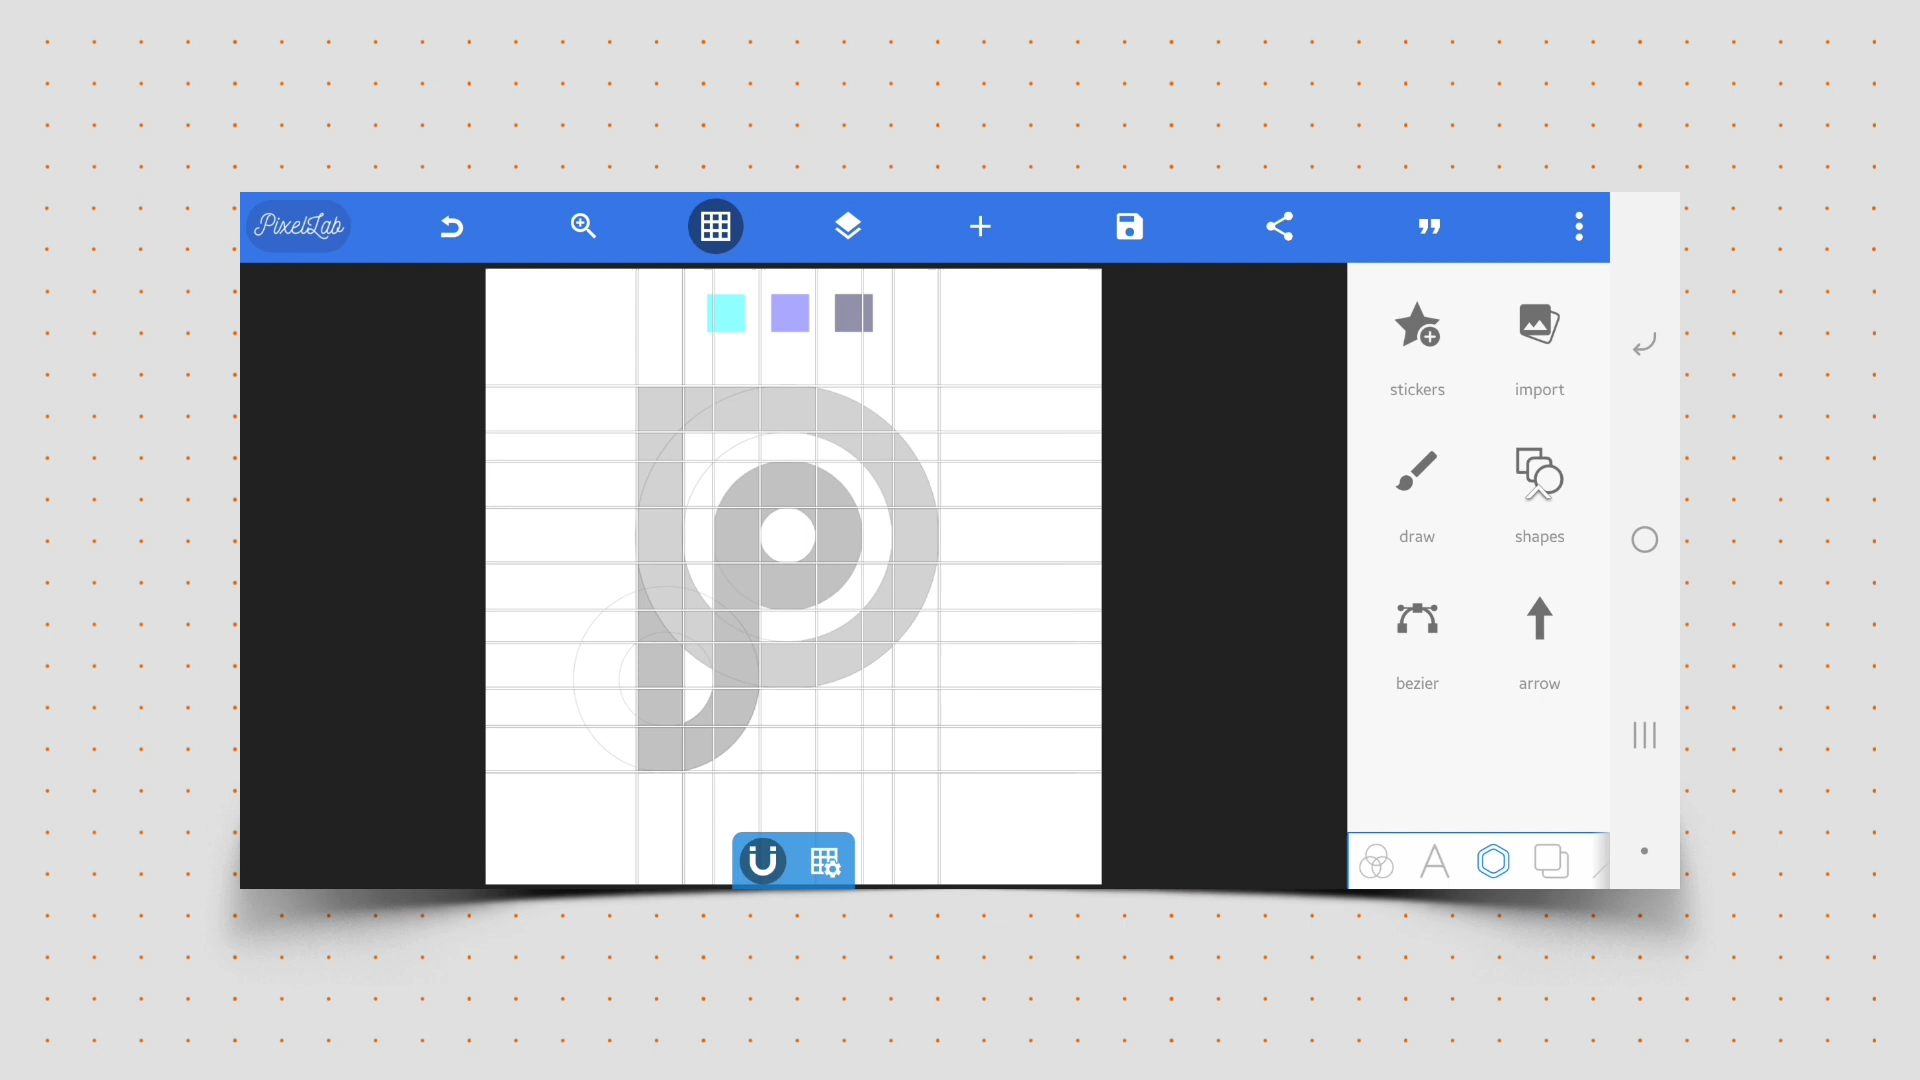 PixelLab
stickers
import
draw
shapes
bezier
arrow